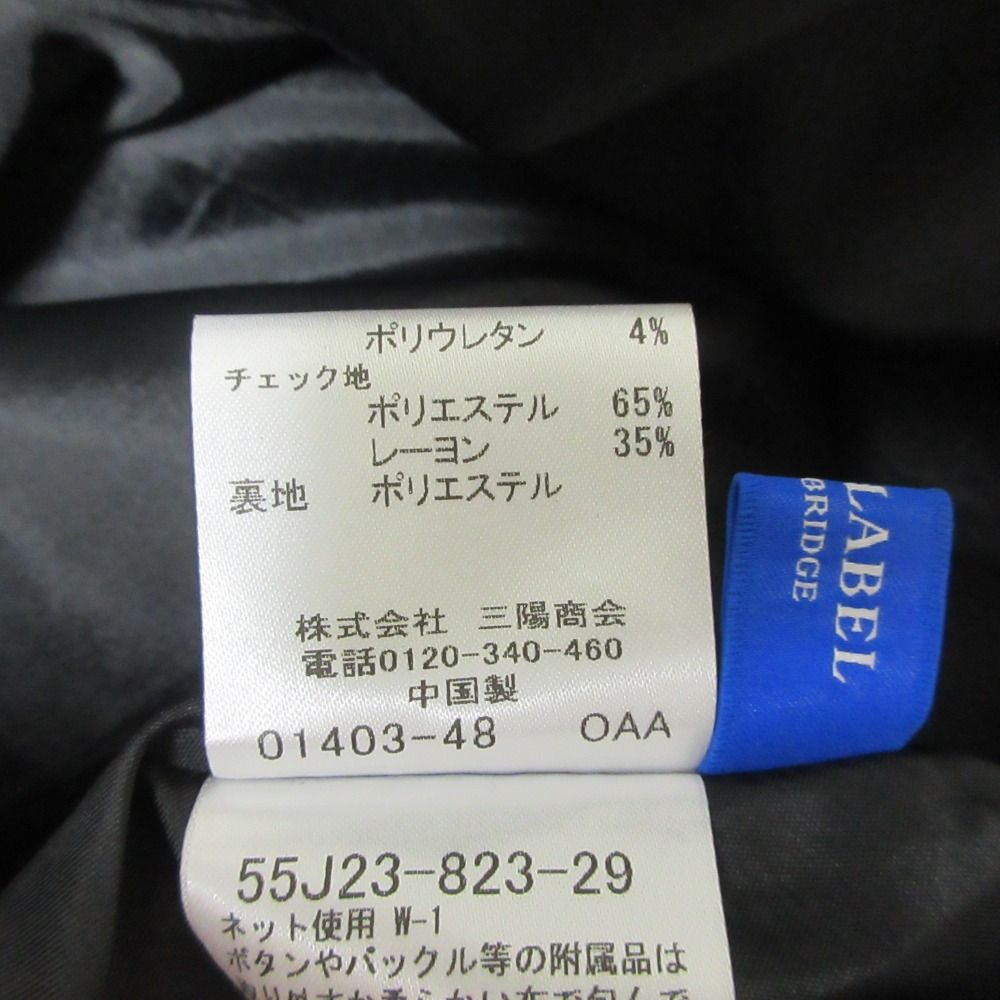 ポリウレタン 4%
チェック地
ポリエステル 65%
レーヨン 35%
裏地 ポリエステル
株式会社 三陽商会
電話0120-340-460
中国製
01403-48 OAA
LABEL
BRIDGE
55J23-823-29
ネット使用 W-1
ボタンやバックル等の附属品は